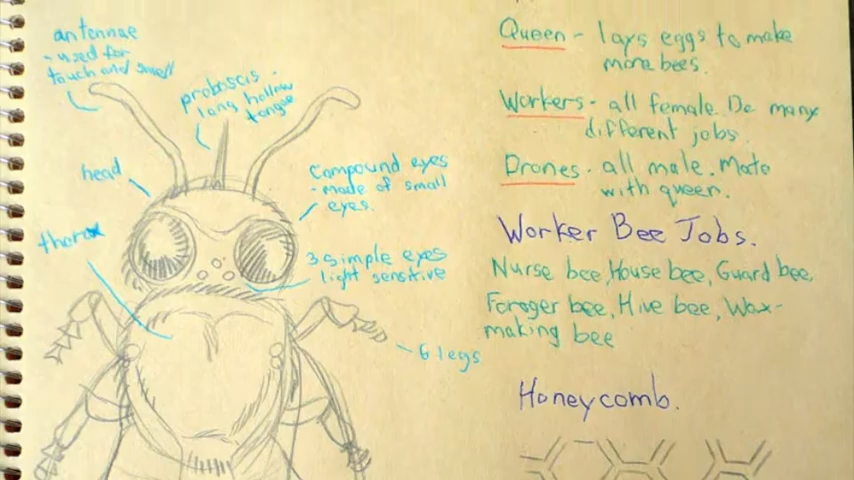 antennae
- used for
touch and smell
proboscis -
long hollow
tongue
head
compound eyes
- made of small
eyes.
thorax
3 simple eyes
light sensitive
6 legs
Queen - lays eggs to make
more bees.
Workers - all female. Do many
different jobs.
Drones - all male. Mate
with queen.
Worker Bee Jobs.
Nurse bee, House bee, Guard bee,
Forager bee, Hive bee, Wax-
making bee
Honeycomb.